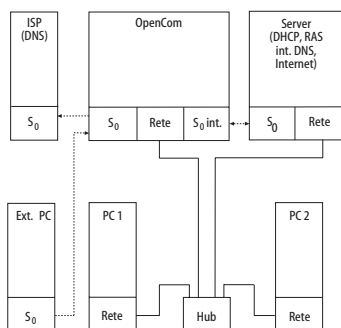 ISP
(DNS)
OpenCom
Server
(DHCP, RAS
int. DNS,
Internet)
S0
S0
Rete
S0 int.
S0
Rete
Ext. PC
PC 1
PC 2
S0
Rete
Hub
Rete